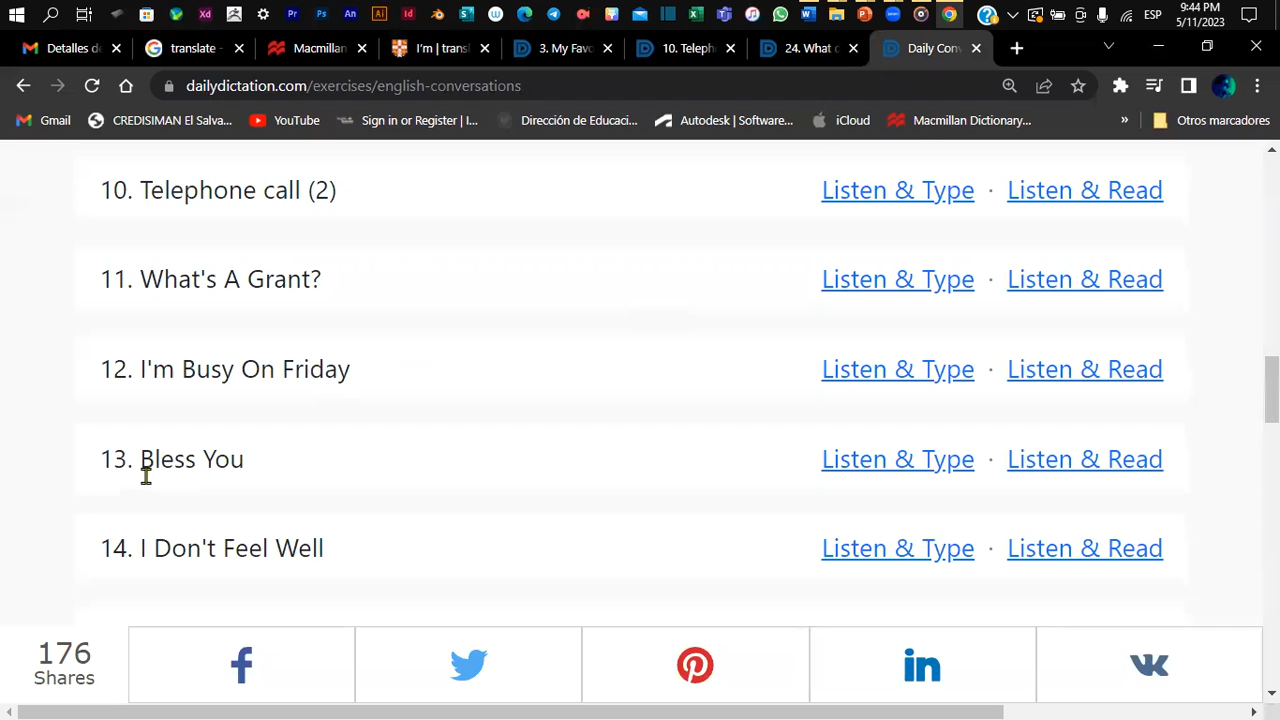 ESP
9:44 PM
5/11/2023
Detalles de
translate -
Macmillan
I'm | transl
3. My Favo
10. Teleph
24. What c
Daily Con
dailydictation.com/exercises/english-conversations
Gmail
CREDISIMAN El Salva...
YouTube
Sign in or Register | I...
Dirección de Educaci...
Autodesk | Software...
iCloud
Macmillan Dictionary...
»
Otros marcadores
10. Telephone call (2) Listen & Type · Listen & Read
11. What's A Grant? Listen & Type · Listen & Read
12. I'm Busy On Friday Listen & Type · Listen & Read
13. Bless You Listen & Type · Listen & Read
14. I Don't Feel Well Listen & Type · Listen & Read
176
Shares